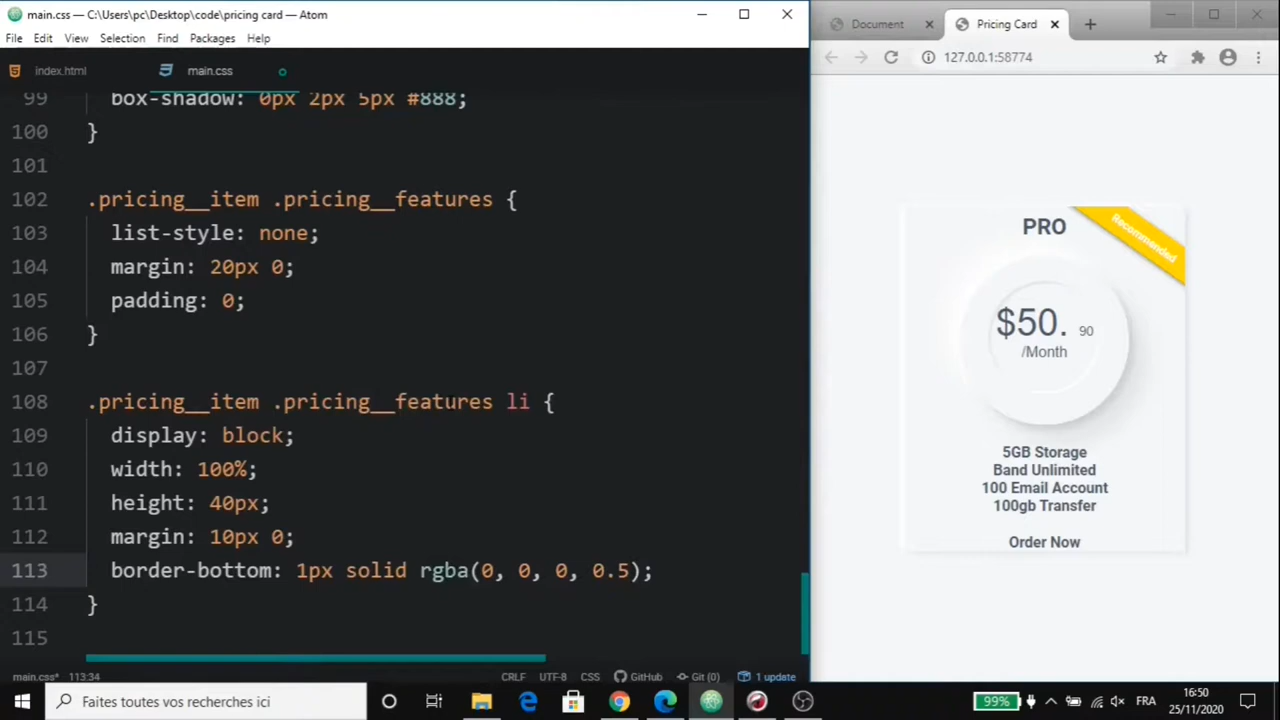 main.css — C:\Users\pc\Desktop\code\pricing card — Atom
File Edit View Selection Find Packages Help
index.html main.css
99 box-shadow: 0px 2px 5px #888;
100 }
101
102 .pricing__item .pricing__features {
103 list-style: none;
104 margin: 20px 0;
105 padding: 0;
106 }
107
108 .pricing__item .pricing__features li {
109 display: block;
110 width: 100%;
111 height: 40px;
112 margin: 10px 0;
113 border-bottom: 1px solid rgba(0, 0, 0, 0.5);
114 }
115
main.css* 113:34 CRLF UTF-8 CSS GitHub Git (0) 1 update
Document Pricing Card
127.0.0.1:58774
PRO
Recommended
$50. 90
/Month
5GB Storage
Band Unlimited
100 Email Account
100gb Transfer
Order Now
Faites toutes vos recherches ici
99% FRA 16:50
25/11/2020